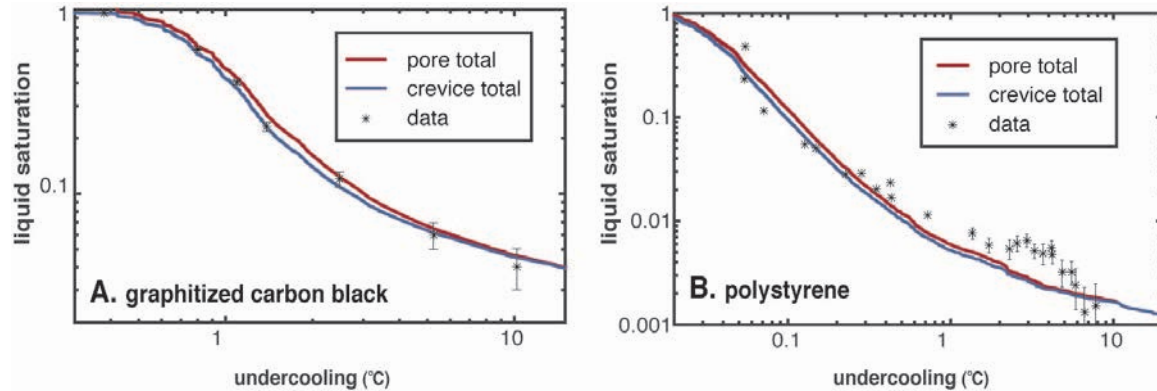 1
0.1
liquid saturation
pore total
crevice total
data
A. graphitized carbon black
1
10
undercooling (°C)
1
0.1
0.01
0.001
liquid saturation
pore total
crevice total
data
B. polystyrene
0.1
1
10
undercooling (°C)